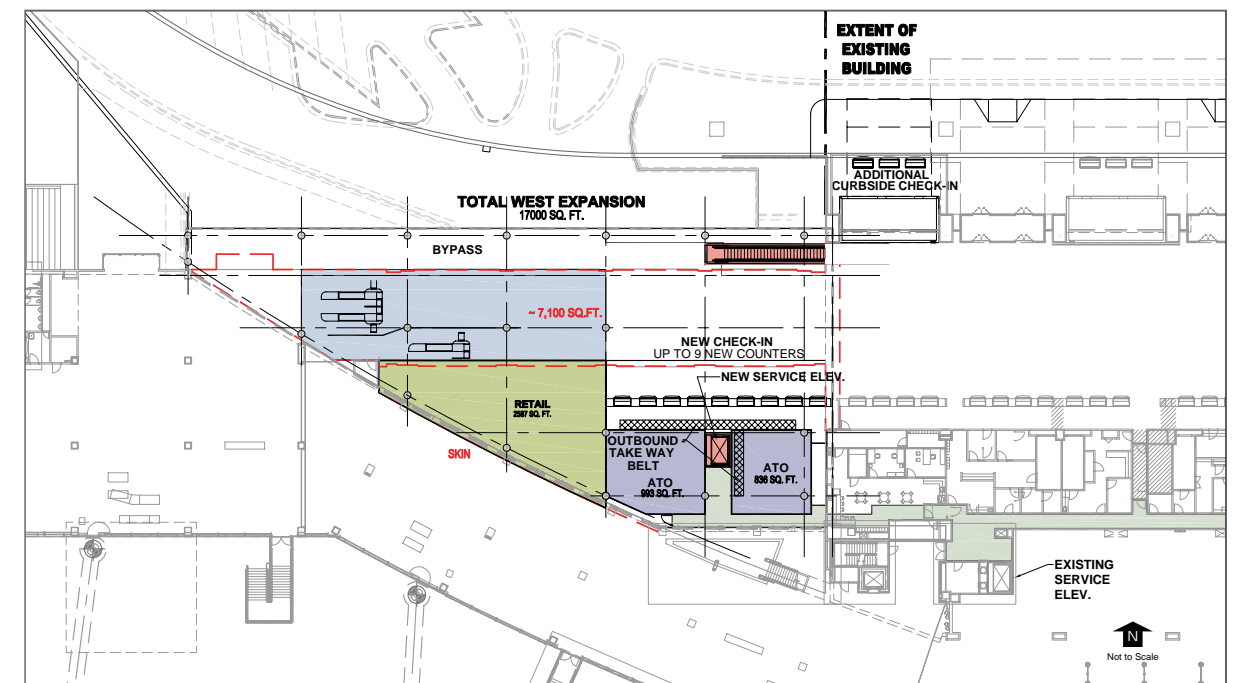 EXTENT OF
EXISTING
BUILDING
ADDITIONAL
CURBSIDE CHECK-IN
TOTAL WEST EXPANSION
17000 SQ. FT.
BYPASS
~ 7,100 SQ.FT.
NEW CHECK-IN
UP TO 9 NEW COUNTERS
NEW SERVICE ELEV.
RETAIL
2587 SQ. FT.
SKIN
OUTBOUND
TAKE WAY
BELT
ATO
993 SQ. FT.
ATO
836 SQ. FT.
EXISTING
SERVICE
ELEV.
N
Not to Scale